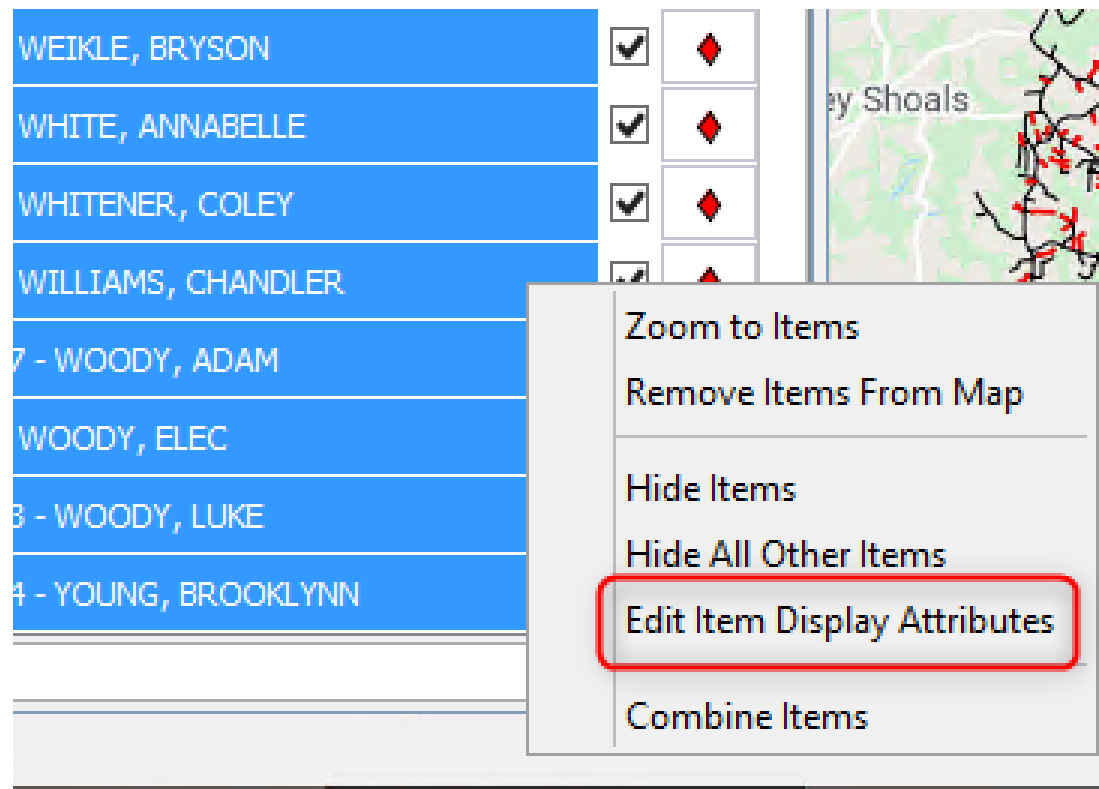 WEIKLE, BRYSON
WHITE, ANNABELLE
WHITENER, COLEY
WILLIAMS, CHANDLER
7 - WOODY, ADAM
WOODY, ELEC
3 - WOODY, LUKE
4 - YOUNG, BROOKLYNN
ey Shoals
Zoom to Items
Remove Items From Map
Hide Items
Hide All Other Items
Edit Item Display Attributes
Combine Items